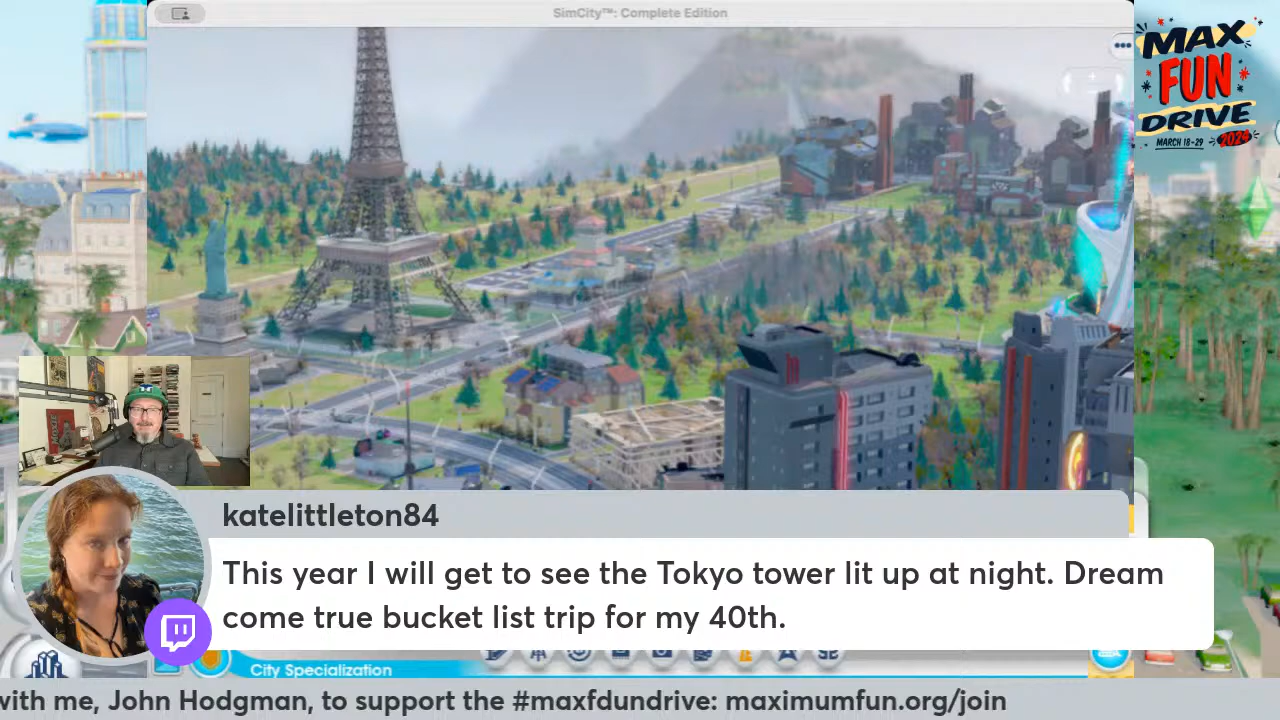 SimCity™: Complete Edition
MAX
FUN
DRIVE
MARCH 18-29
2024
katelittleton84
This year I will get to see the Tokyo tower lit up at night. Dream
come true bucket list trip for my 40th.
City Specialization
with me, John Hodgman, to support the #maxfdundrive: maximumfun.org/join